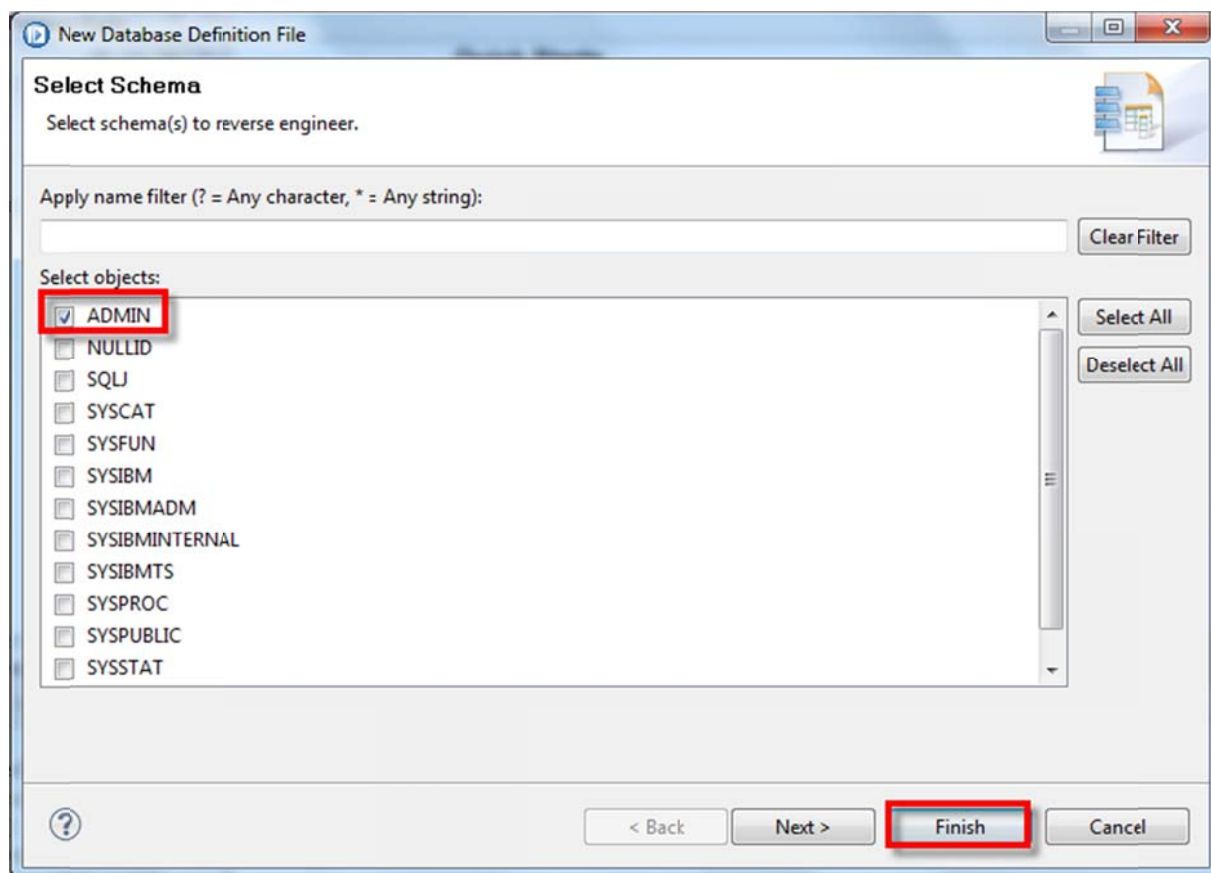 New Database Definition File
Select Schema
Select schema(s) to reverse engineer.
Apply name filter (? = Any character, * = Any string):
Clear Filter
Select objects:
ADMIN
Select All
NULLID
Deselect All
SQLJ
SYSCAT
SYSFUN
SYSIBM
SYSIBMADM
SYSIBMINTERNAL
SYSIBMTS
SYSPROC
SYSPUBLIC
SYSSTAT
< Back
Next >
Finish
Cancel